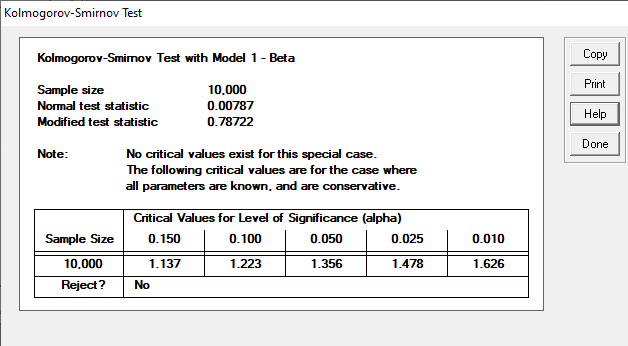 Kolmogorov-Smirnov Test
Kolmogorov-Smirnov Test with Model 1 - Beta
Sample size 10,000
Normal test statistic 0.00787
Modified test statistic 0.78722
Note: No critical values exist for this special case.
The following critical values are for the case where
all parameters are known, and are conservative.
Critical Values for Level of Significance (alpha)
Sample Size 0.150 0.100 0.050 0.025 0.010
10,000 1.137 1.223 1.356 1.478 1.626
Reject? No
Copy
Print
Help
Done